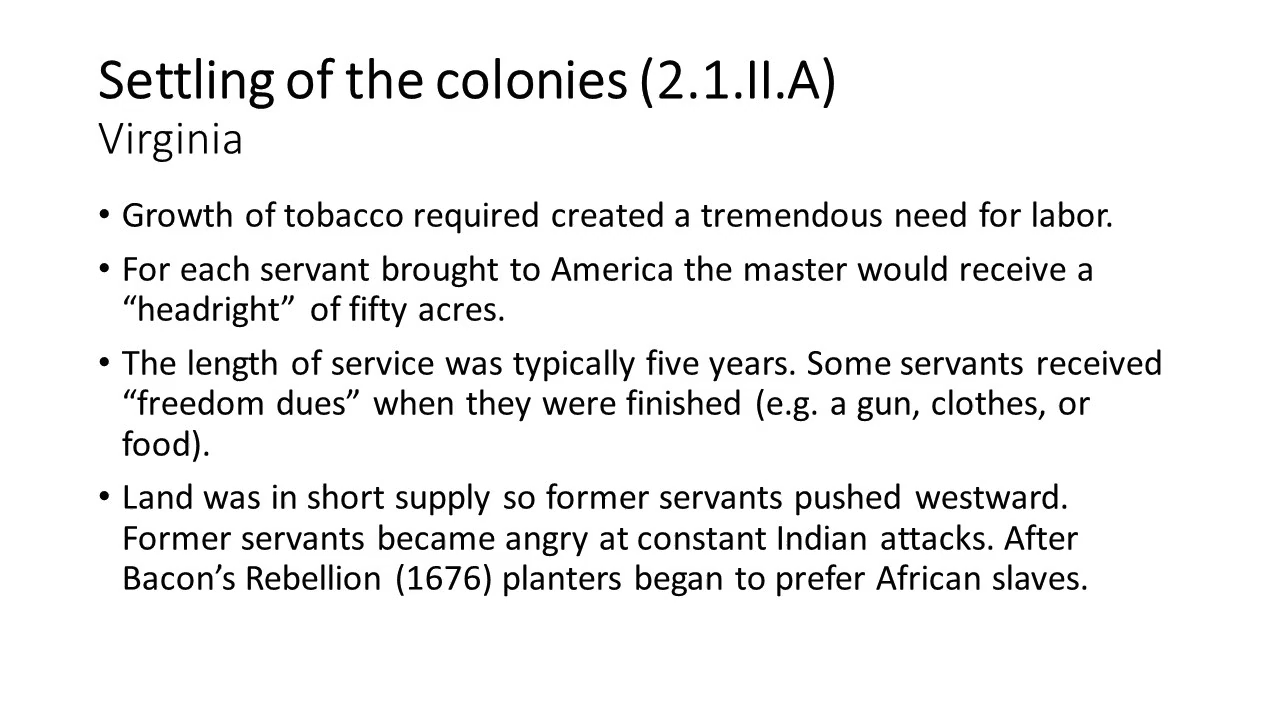 Settling of the colonies (2.1.II.A)
Virginia
• Growth of tobacco required created a tremendous need for labor.
• For each servant brought to America the master would receive a
“headright” of fifty acres.
• The length of service was typically five years. Some servants received
“freedom dues” when they were finished (e.g. a gun, clothes, or
food).
• Land was in short supply so former servants pushed westward.
Former servants became angry at constant Indian attacks. After
Bacon’s Rebellion (1676) planters began to prefer African slaves.